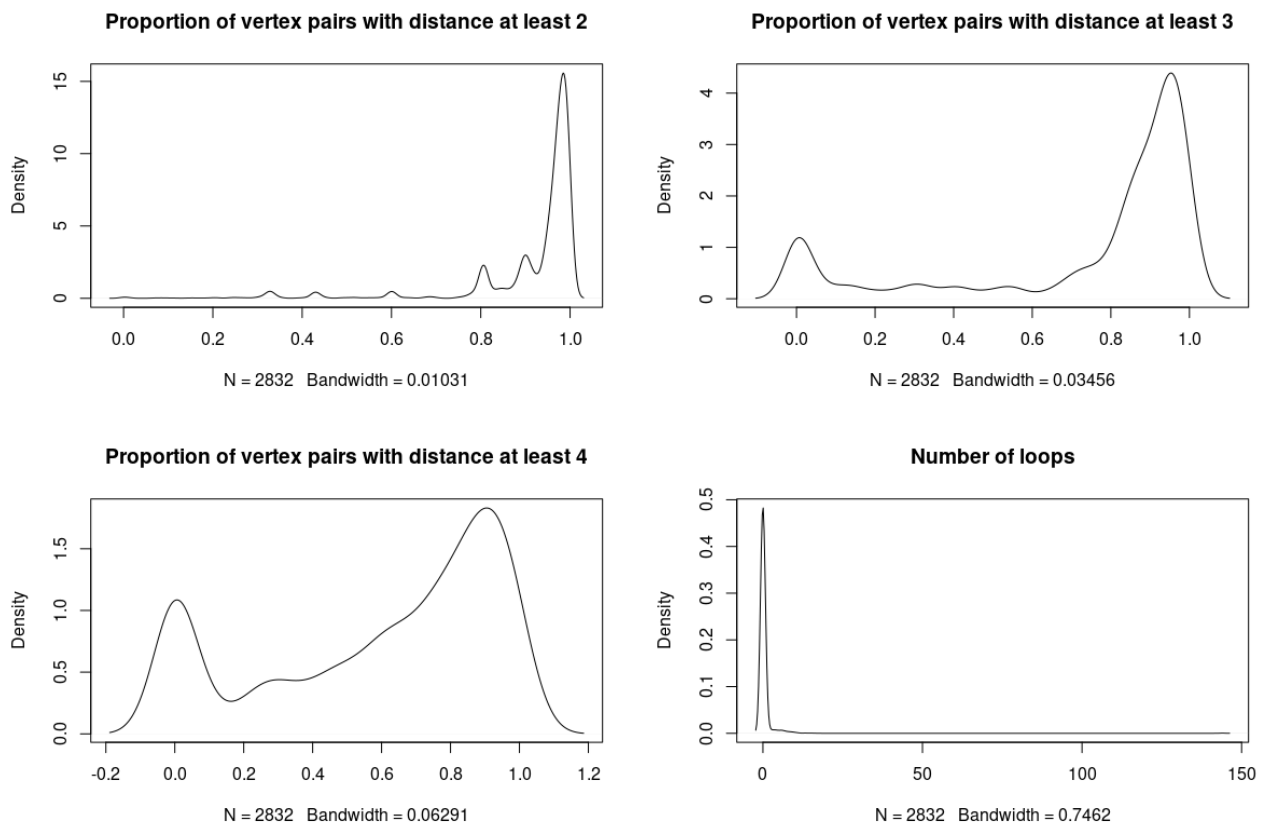 Proportion of vertex pairs with distance at least 2
Density
15
10
5
0
0.0 0.2 0.4 0.6 0.8 1.0
N = 2832 Bandwidth = 0.01031
Proportion of vertex pairs with distance at least 3
Density
4
3
2
1
0
0.0 0.2 0.4 0.6 0.8 1.0
N = 2832 Bandwidth = 0.03456
Proportion of vertex pairs with distance at least 4
Density
1.5
1.0
0.5
0.0
-0.2 0.0 0.2 0.4 0.6 0.8 1.0 1.2
N = 2832 Bandwidth = 0.06291
Number of loops
Density
0.5
0.4
0.3
0.2
0.1
0.0
0 50 100 150
N = 2832 Bandwidth = 0.7462